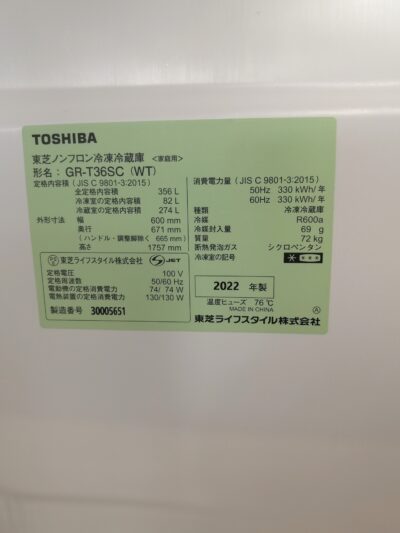 TOSHIBA
東芝ノンフロン冷凍冷蔵庫 <家庭用>
形名: GR-T36SC (WT)
定格内容積 (JIS C 9801-3:2015)
全定格内容積 356 L
冷凍室の定格内容積 82 L
冷蔵室の定格内容積 274 L
外形寸法 幅 600 mm
奥行 671 mm
(ハンドル・調整脚除く 665 mm)
高さ 1757 mm
東芝ライフスタイル株式会社 S JET
定格電圧 100 V
定格周波数 50/60 Hz
電動機の定格消費電力 74/ 74 W
電熱装置の定格消費電力 130/130 W
製造番号 30005651
消費電力量 (JIS C 9801-3:2015)
50Hz 330 kWh/年
60Hz 330 kWh/年
種類 冷凍冷蔵庫
冷媒 R600a
冷媒封入量 69 g
質量 72 kg
断熱発泡ガス シクロペンタン
冷凍室の記号 * ***
2022 年製
温度ヒューズ 76℃
MADE IN CHINA
A
東芝ライフスタイル株式会社